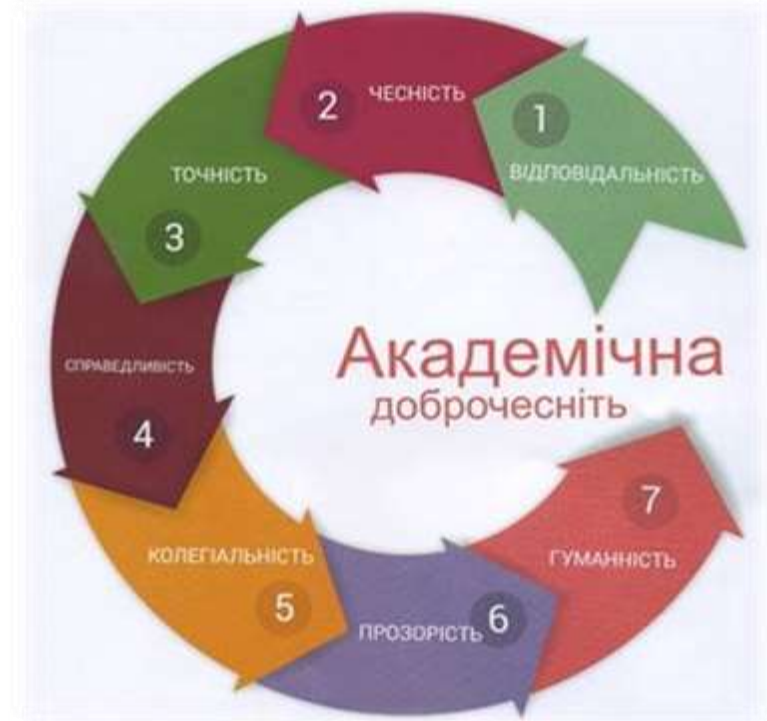 1
ВІДПОВІДАЛЬНІСТЬ
2
ЧЕСНІСТЬ
ТОЧНІСТЬ
3
СПРАВЕДЛИВІСТЬ
4
КОЛЕГІАЛЬНІСТЬ
5
ПРОЗОРІСТЬ
6
ГУМАННІСТЬ
7
Академічна
доброчесніть